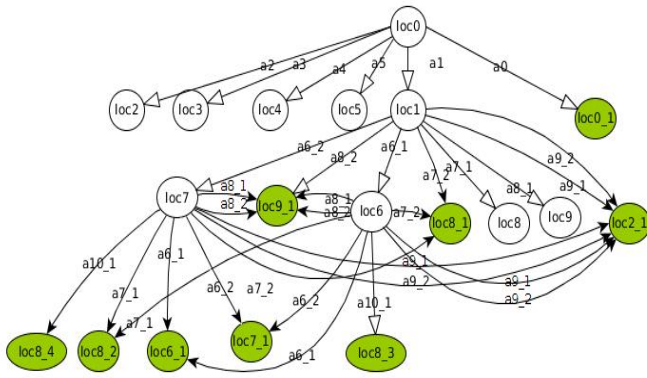 loc0
a2
a3
a4
a5
a1
a0
loc2
loc3
loc4
loc5
loc1
loc0_1
a6_2
a8_2
a6_1
a7_2
a7_1
a8_1
a9_1
a9_2
loc7
a8_1
a8_2
loc9_1
a8_1
a8_2
loc6
a7_2
loc8_1
loc8
loc9
loc2_1
a10_1
a7_1
a6_1
a6_2
a7_2
a7_1
a6_2
a6_1
a10_1
a9_1
a9_2
a9_1
a9_2
loc8_4
loc8_2
loc6_1
loc7_1
loc8_3